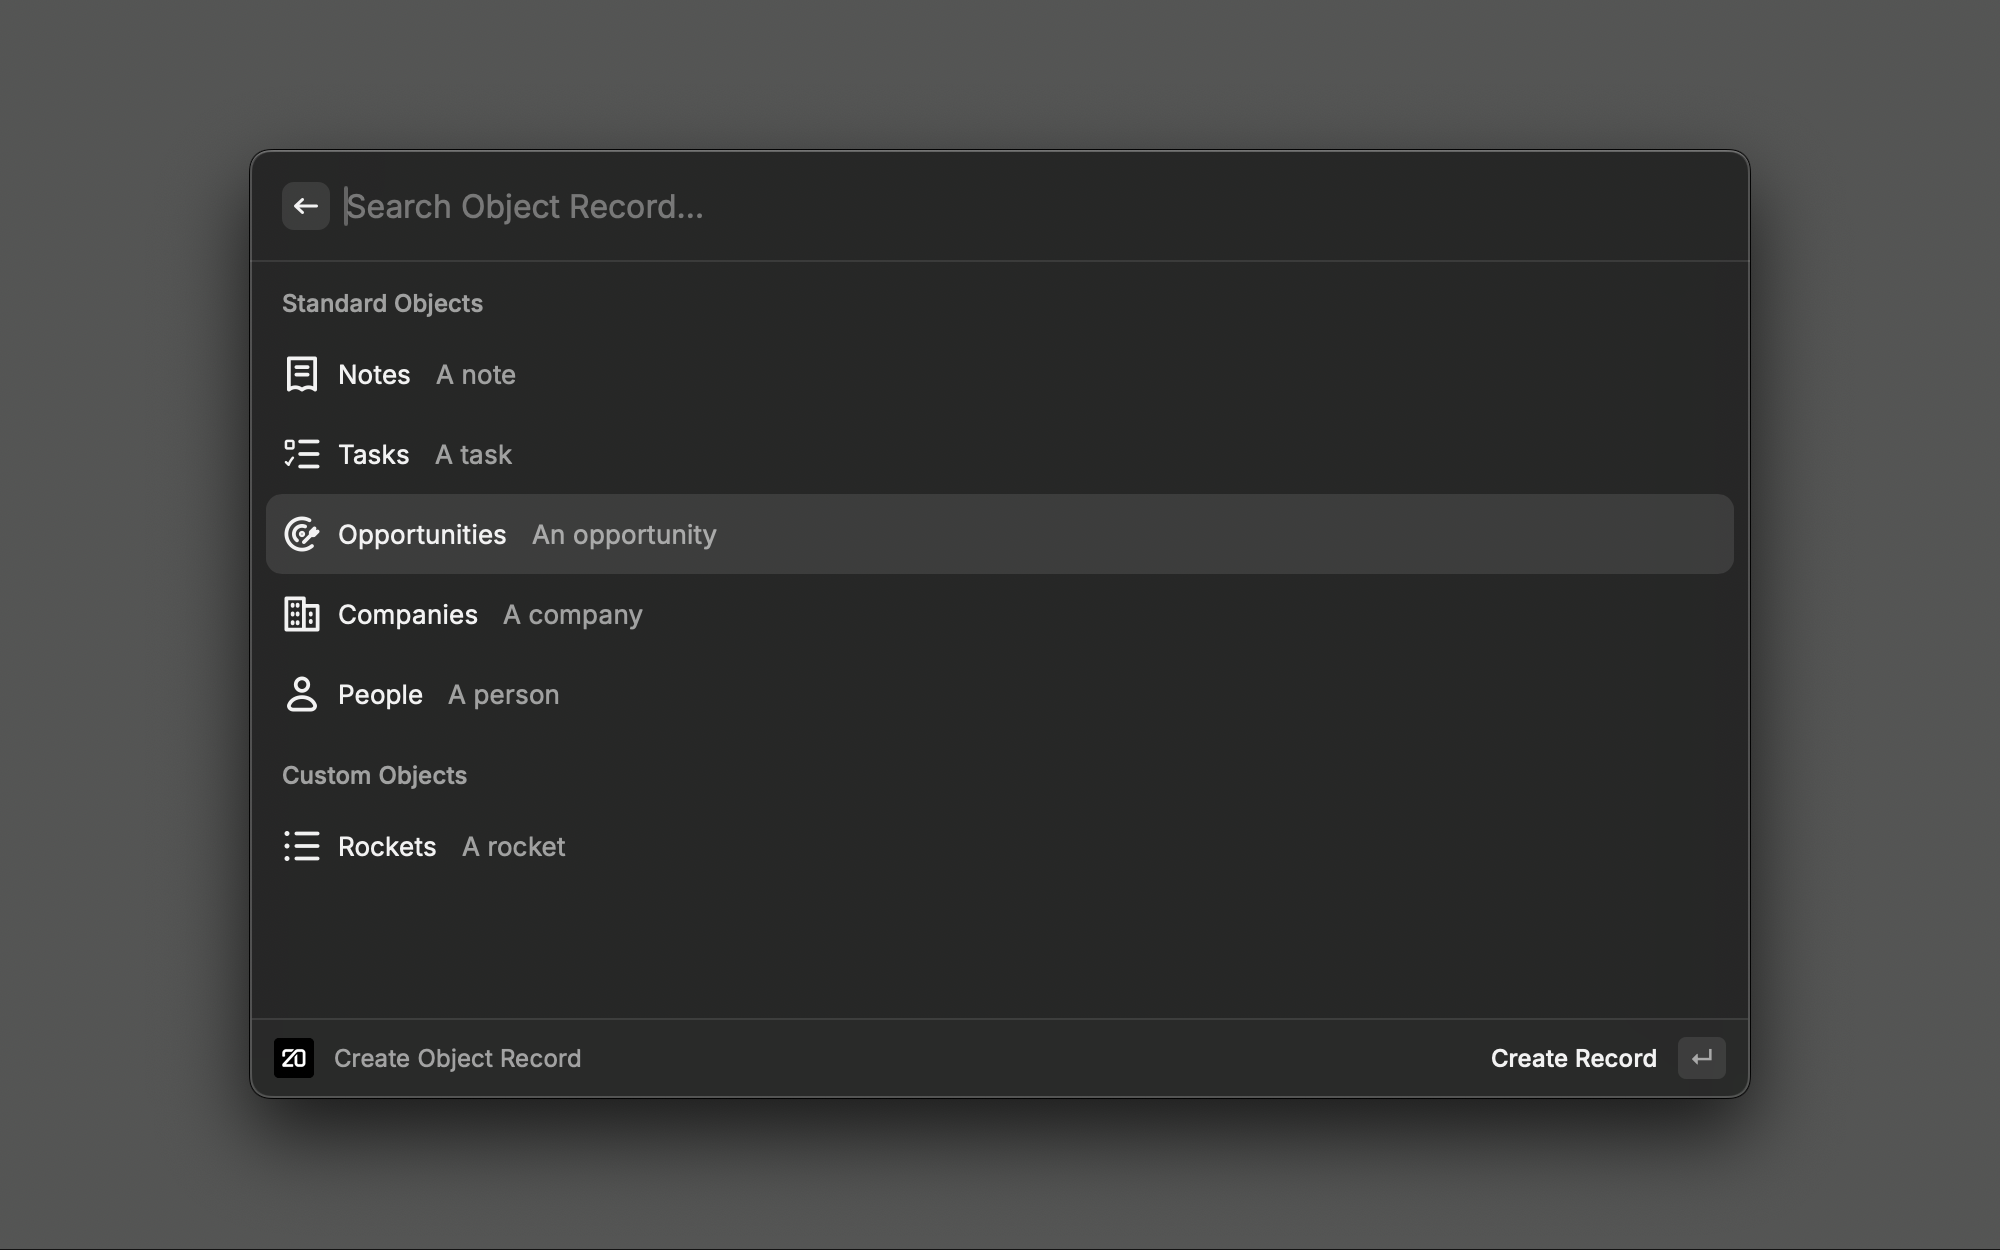 Search Object Record...
Standard Objects
Notes A note
Tasks A task
Opportunities An opportunity
Companies A company
People A person
Custom Objects
Rockets A rocket
20 Create Object Record Create Record